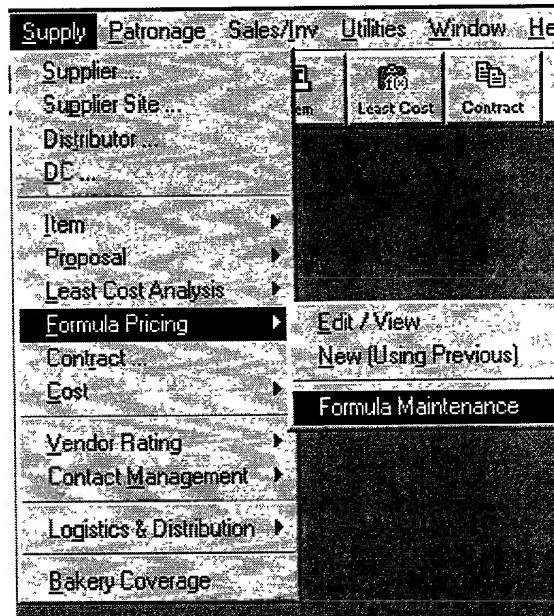 Supply Patronage Sales/Inv Utilities Window He
Supplier ...
Supplier Site ...
Distributor ...
DC ...
em Least Cost Contract
Item
Proposal
Least Cost Analysis
Formula Pricing
Contract ...
Cost
Edit / View
New (Using Previous)
Formula Maintenance
Vendor Rating
Contact Management
Logistics & Distribution
Bakery Coverage